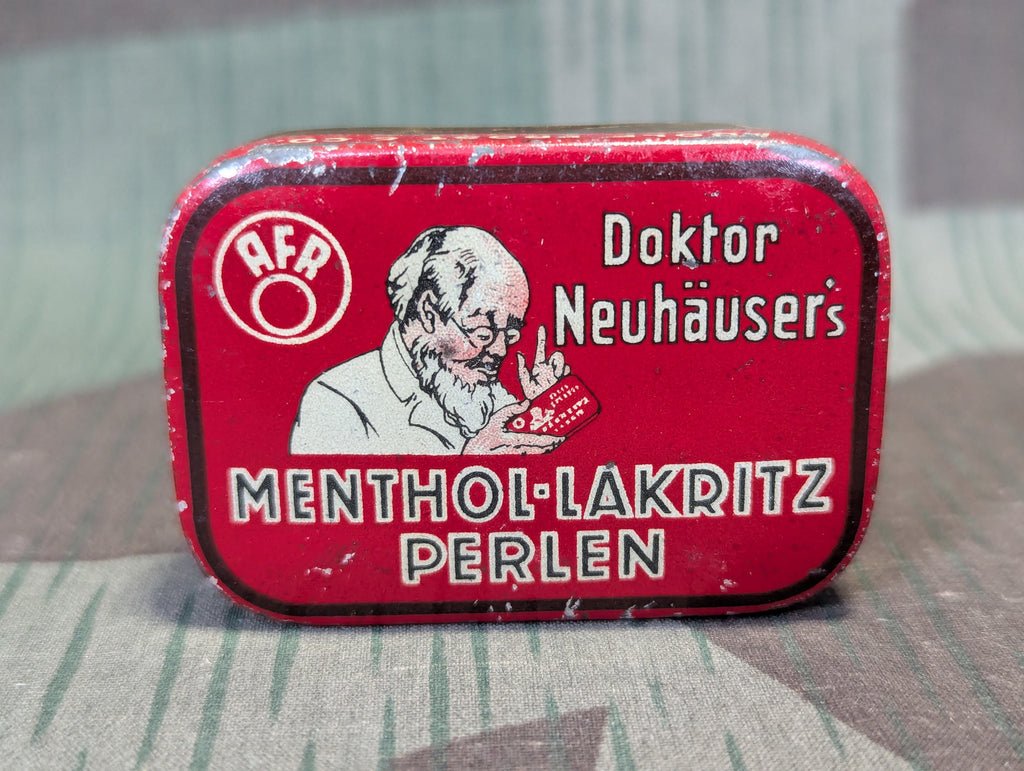 AFR
Doktor
Neuhäuser's
MENTHOL-LAKRITZ
PERLEN